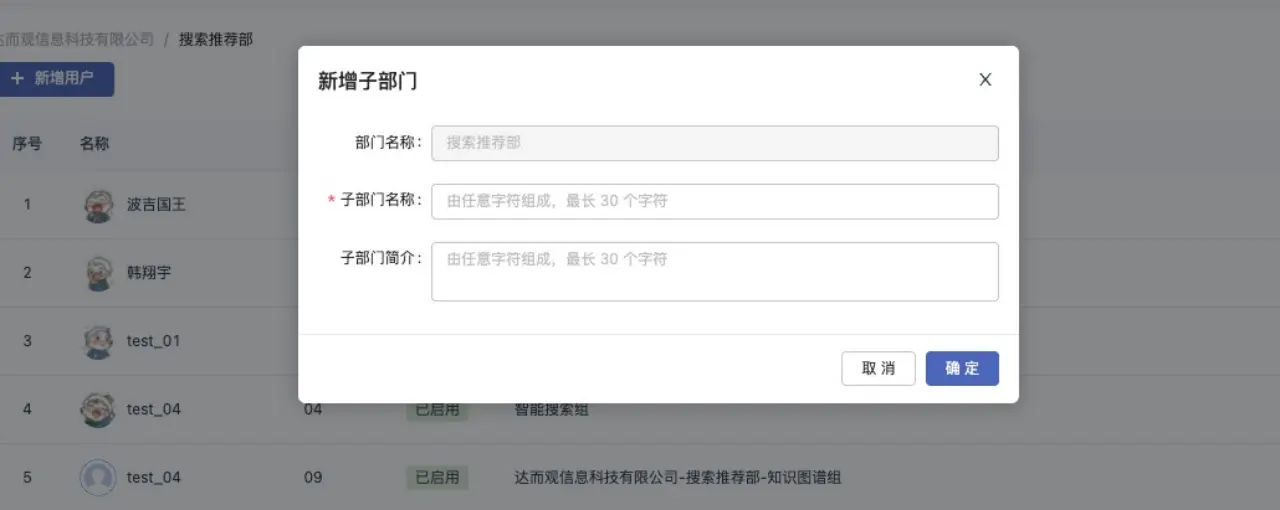 达而观信息科技有限公司 / 搜索推荐部
+ 新增用户
新增子部门
X
部门名称: 搜索推荐部
* 子部门名称: 由任意字符组成，最长 30 个字符
子部门简介: 由任意字符组成，最长 30 个字符
取 消 确 定
序号 名称
1 波吉国王
2 韩翔宇
3 test_01
4 test_04 04 已启用 智能搜索组
5 test_04 09 已启用 达而观信息科技有限公司-搜索推荐部-知识图谱组